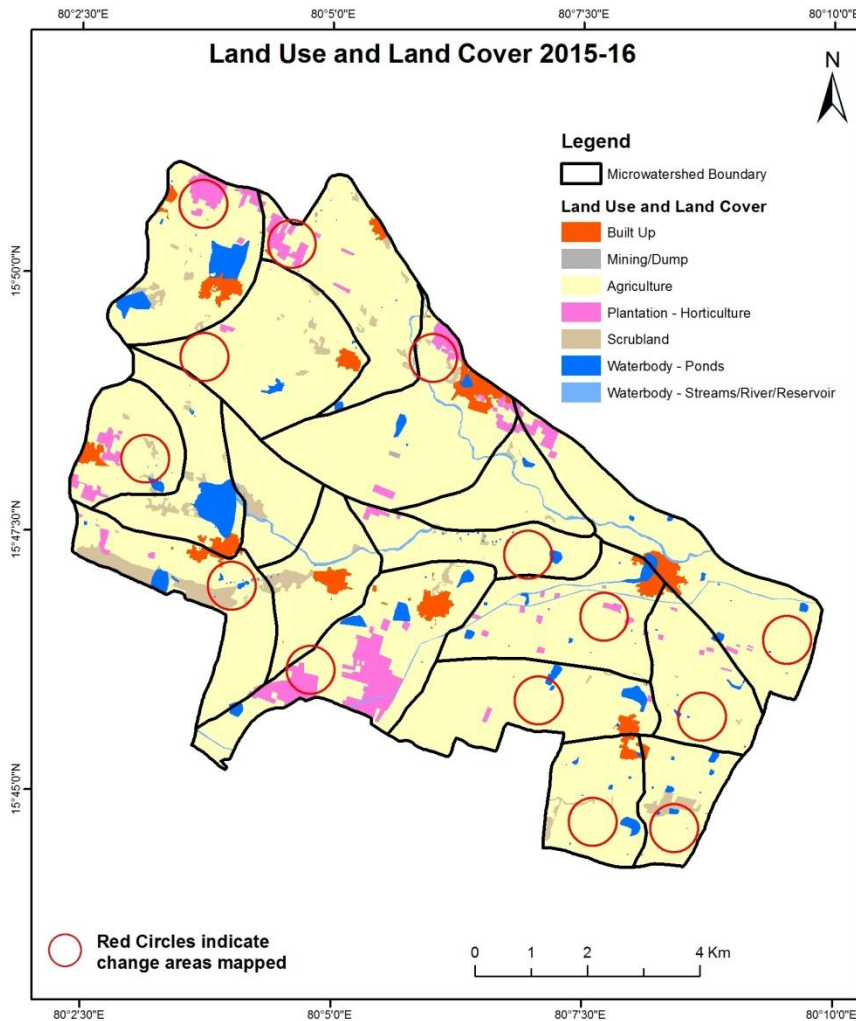 80°2'30"E 80°5'0"E 80°7'30"E 80°10'0"E
Land Use and Land Cover 2015-16
N
Legend
Microwatershed Boundary
Land Use and Land Cover
Built Up
Mining/Dump
Agriculture
Plantation - Horticulture
Scrubland
Waterbody - Ponds
Waterbody - Streams/River/Reservoir
15°50'0"N
15°47'30"N
15°45'0"N
Red Circles indicate
change areas mapped
0 1 2 4 Km
80°2'30"E 80°5'0"E 80°7'30"E 80°10'0"E